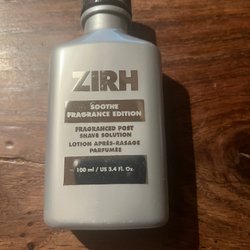 ZIRH
SOOTHE
FRAGRANCE EDITION
FRAGRANCED POST
SHAVE SOLUTION
LOTION APRÈS-RASAGE
PARFUMÉE
100 ml / US 3.4 Fl. Oz.